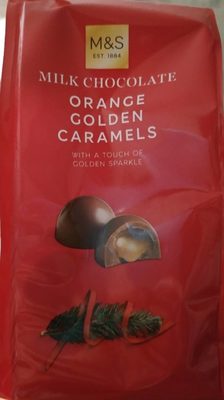 M&S
EST. 1884
MILK CHOCOLATE
ORANGE
GOLDEN
CARAMELS
WITH A TOUCH OF
GOLDEN SPARKLE